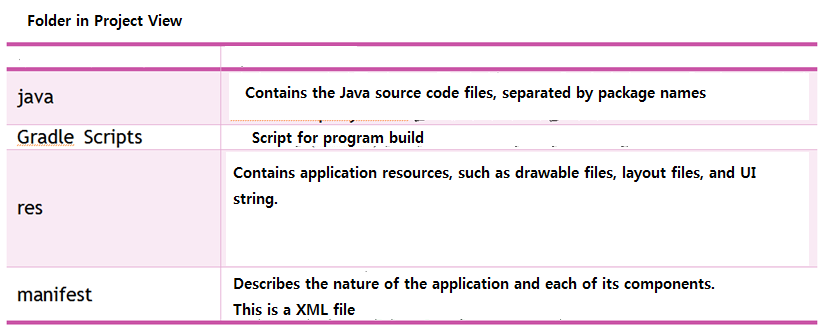 Folder in Project View
java
Contains the Java source code files, separated by package names
Gradle Scripts
Script for program build
res
Contains application resources, such as drawable files, layout files, and UI
string.
manifest
Describes the nature of the application and each of its components.
This is a XML file